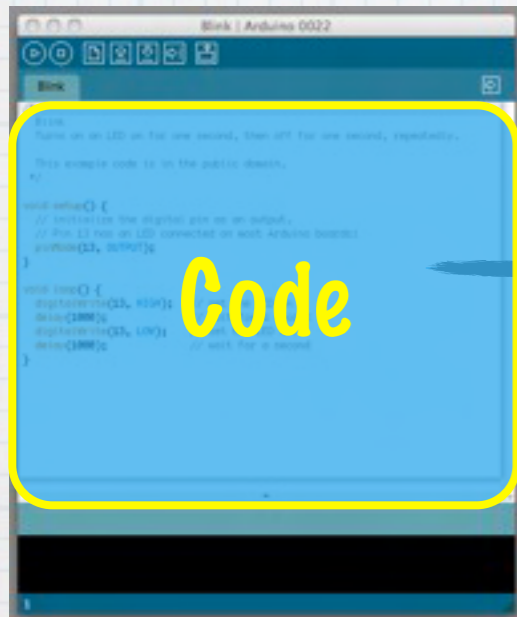 Blink | Arduino 0022
Blink
/*
Blink
Turns on an LED on for one second, then off for one second, repeatedly.
This example code is in the public domain.
*/
void setup() {
// initialize the digital pin as an output.
// Pin 13 has an LED connected on most Arduino boards:
pinMode(13, OUTPUT);
}
void loop() {
digitalWrite(13, HIGH); //
delay(1000);
digitalWrite(13, LOW);
delay(1000); // wait for a second
}
Code
1